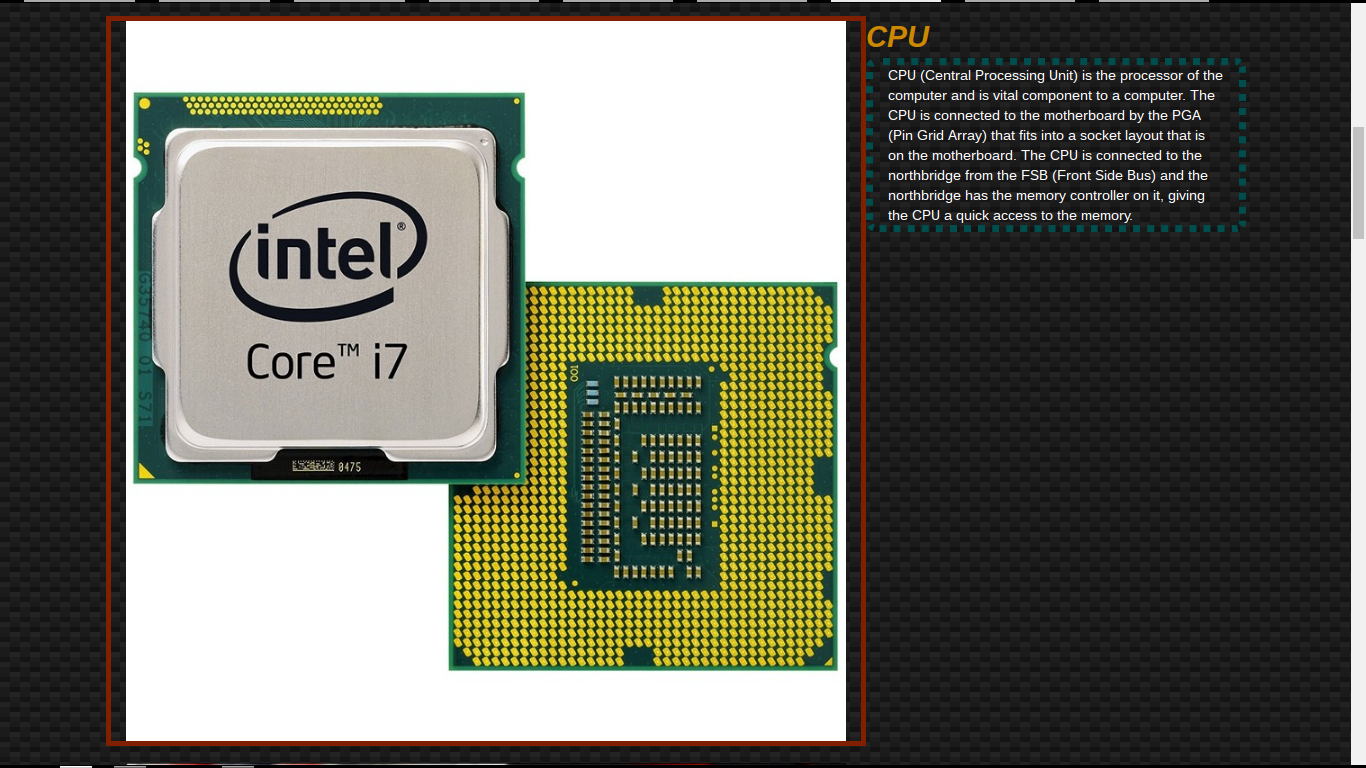 CPU
CPU (Central Processing Unit) is the processor of the
computer and is vital component to a computer. The
CPU is connected to the motherboard by the PGA
(Pin Grid Array) that fits into a socket layout that is
on the motherboard. The CPU is connected to the
northbridge from the FSB (Front Side Bus) and the
northbridge has the memory controller on it, giving
the CPU a quick access to the memory.
intel®
Core™ i7
G35740 01 S71
0475
001